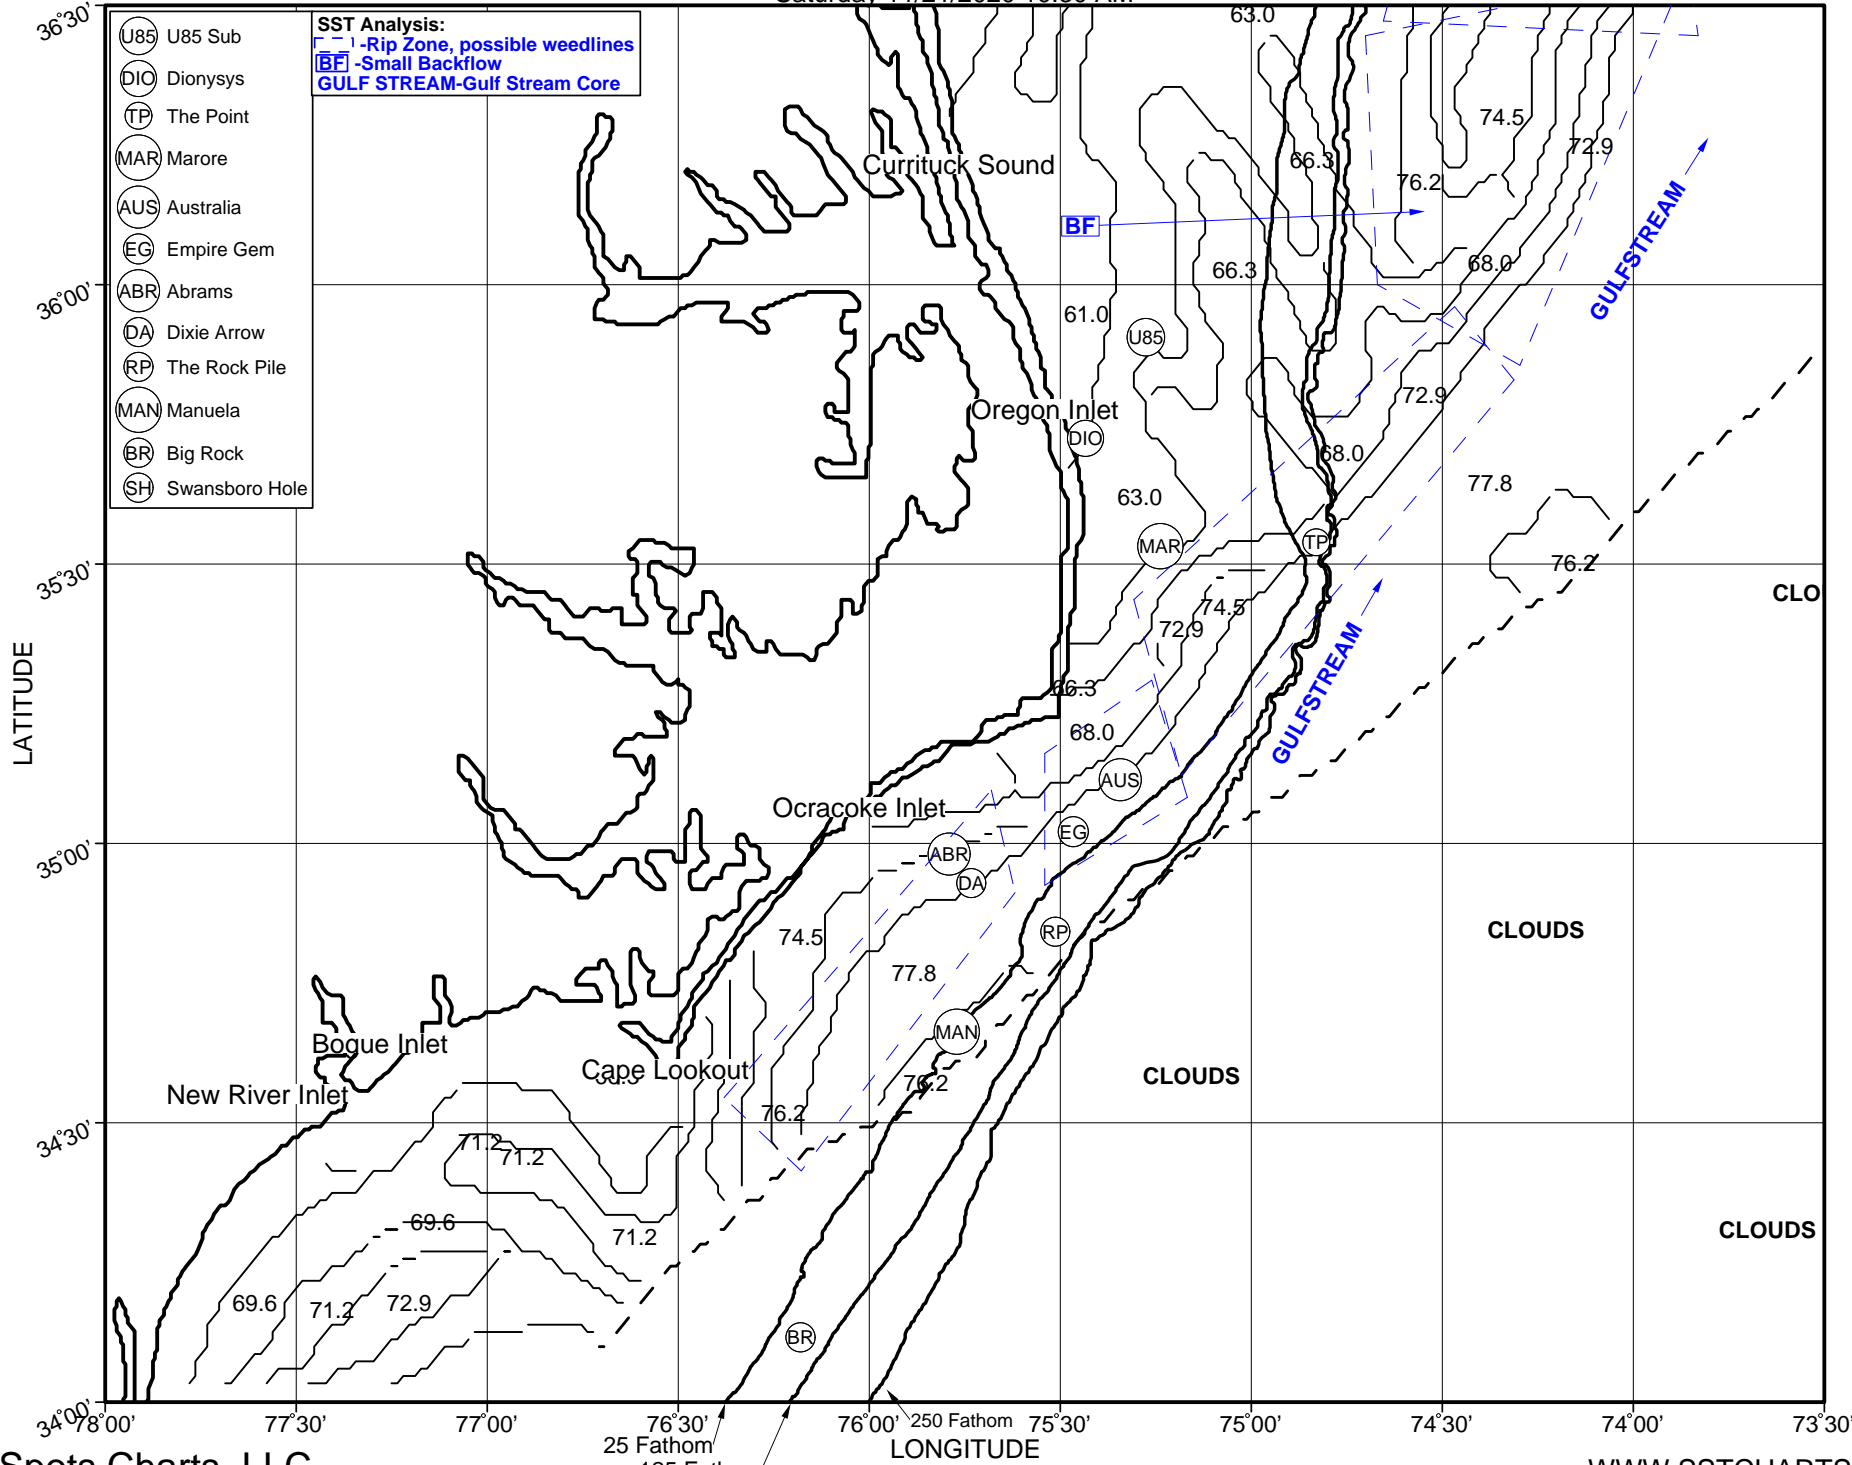 36°30'
U85 U85 Sub
DIO Dionysys
TP The Point
MAR Marore
AUS Australia
EG Empire Gem
ABR Abrams
DA Dixie Arrow
RP The Rock Pile
MAN Manuela
BR Big Rock
SH Swansboro Hole
SST Analysis:
-Rip Zone, possible weedlines
BF -Small Backflow
GULF STREAM-Gulf Stream Core
63.0
74.5
72.9
66.3
76.2
Currituck Sound
BF
GULFSTREAM
68.0
66.3
36°00'
61.0
U85
72.9
Oregon Inlet
DIO
68.0
77.8
63.0
MAR
TP
35°30'
76.2
CLO
74.5
72.9
GULFSTREAM
LATITUDE
66.3
68.0
AUS
Ocracoke Inlet
EG
35°00'
ABR
DA
RP
CLOUDS
74.5
77.8
MAN
Bogue Inlet
Cape Lookout
CLOUDS
76.2
New River Inlet
76.2
34°30'
71.2
71.2
69.6
71.2
CLOUDS
69.6
71.2
72.9
BR
34°00'
78°00'
77°30'
77°00'
76°30'
76°00'
75°30'
75°00'
74°30'
74°00'
73°30'
250 Fathom
25 Fathom
LONGITUDE